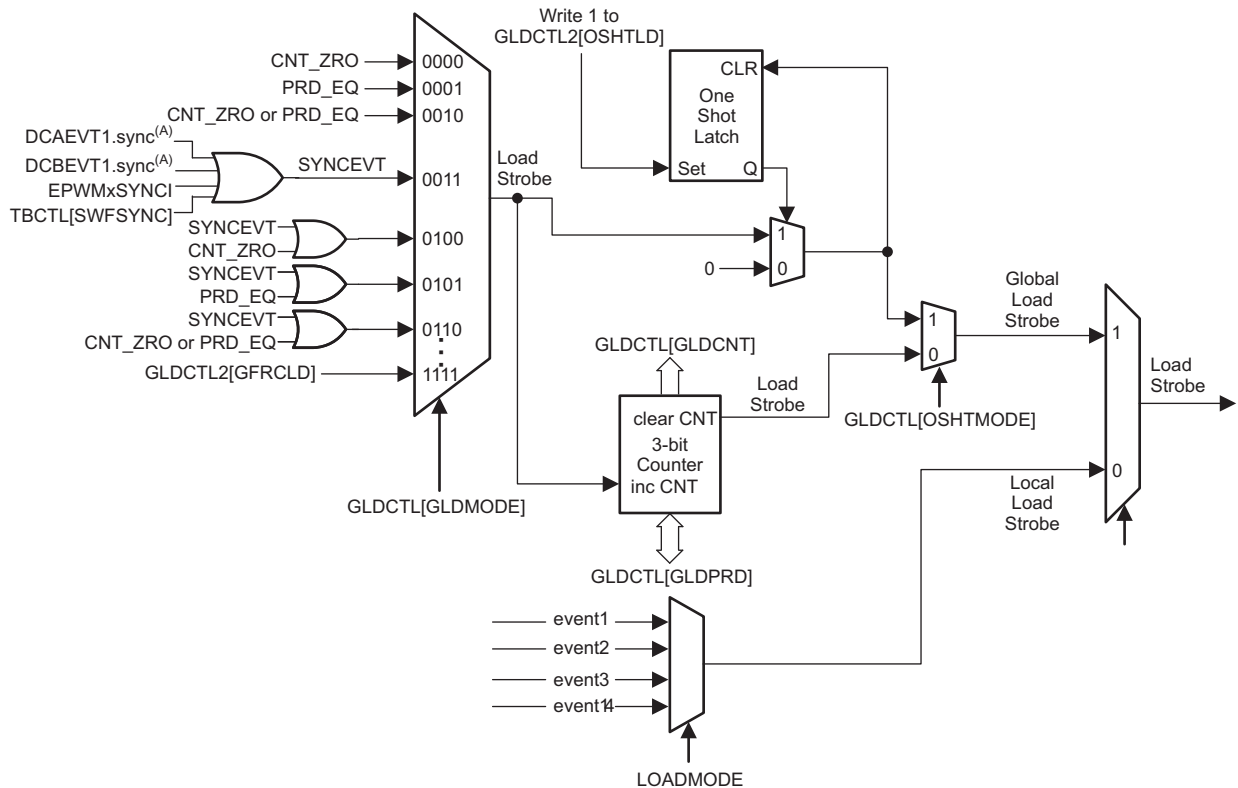 Write 1 to
GLDCTL2[OSHTLD]
CNT_ZRO
0000
PRD_EQ
0001
CNT_ZRO or PRD_EQ
0010
DCAEVT1.sync(A)
DCBEVT1.sync(A)
EPWMxSYNCI
TBCTL[SWFSYNC]
SYNCEVT
0011
SYNCEVT
CNT_ZRO
0100
SYNCEVT
PRD_EQ
0101
SYNCEVT
CNT_ZRO or PRD_EQ
0110
GLDCTL2[GFRCLD]
1111
GLDCTL[GLDMODE]
Load
Strobe
CLR
One
Shot
Latch
Set
Q
1
0
0
GLDCTL[GLDCNT]
clear CNT
3-bit
Counter
inc CNT
GLDCTL[GLDPRD]
Load
Strobe
1
0
GLDCTL[OSHTMODE]
Global
Load
Strobe
1
0
Local
Load
Strobe
Load
Strobe
event1
event2
event3
LOADMODE